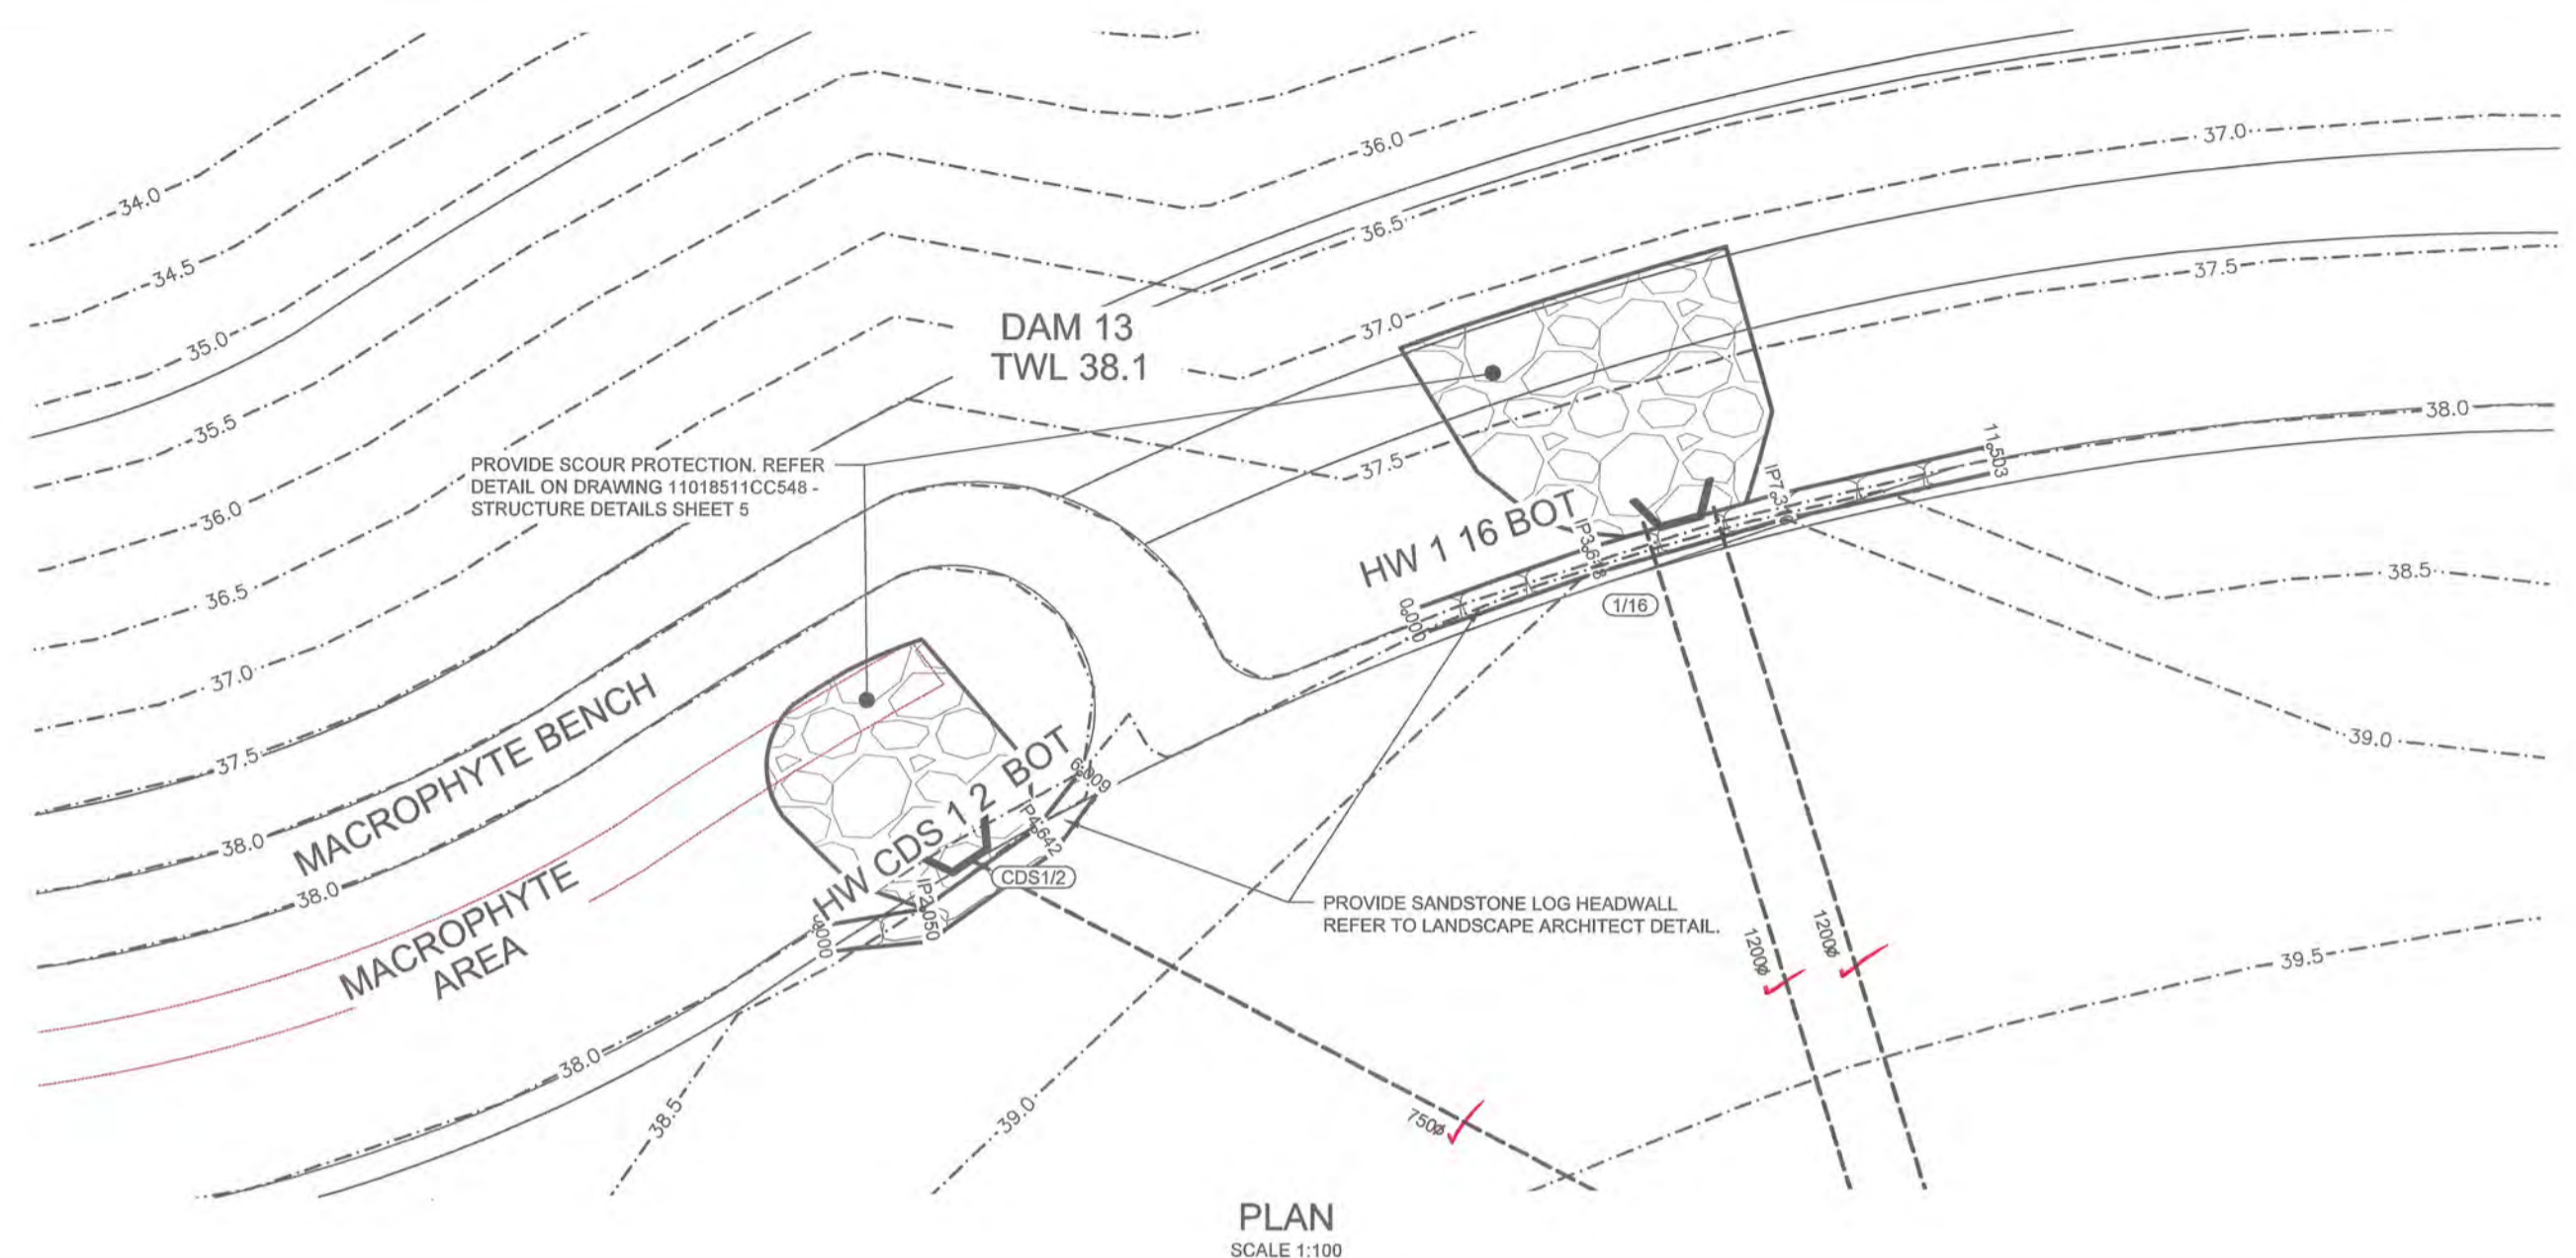 34.0
34.5
35.0
35.5
36.0
36.5
37.0
37.5
38.0
38.0
38.0
38.5
39.0
36.0
36.5
37.0
37.5
37.0
37.5
38.0
38.5
39.0
39.5
DAM 13
TWL 38.1
PROVIDE SCOUR PROTECTION. REFER
DETAIL ON DRAWING 11018511CC548 -
STRUCTURE DETAILS SHEET 5
MACROPHYTE BENCH
MACROPHYTE
AREA
HW 1 16 BOT
0.000
11.503
1/16
HW CDS 1 2 BOT
IP2.050
IP4.642
6.009
CDS1/2
PROVIDE SANDSTONE LOG HEADWALL
REFER TO LANDSCAPE ARCHITECT DETAIL.
1200ø
1200ø
750ø
PLAN
SCALE 1:100